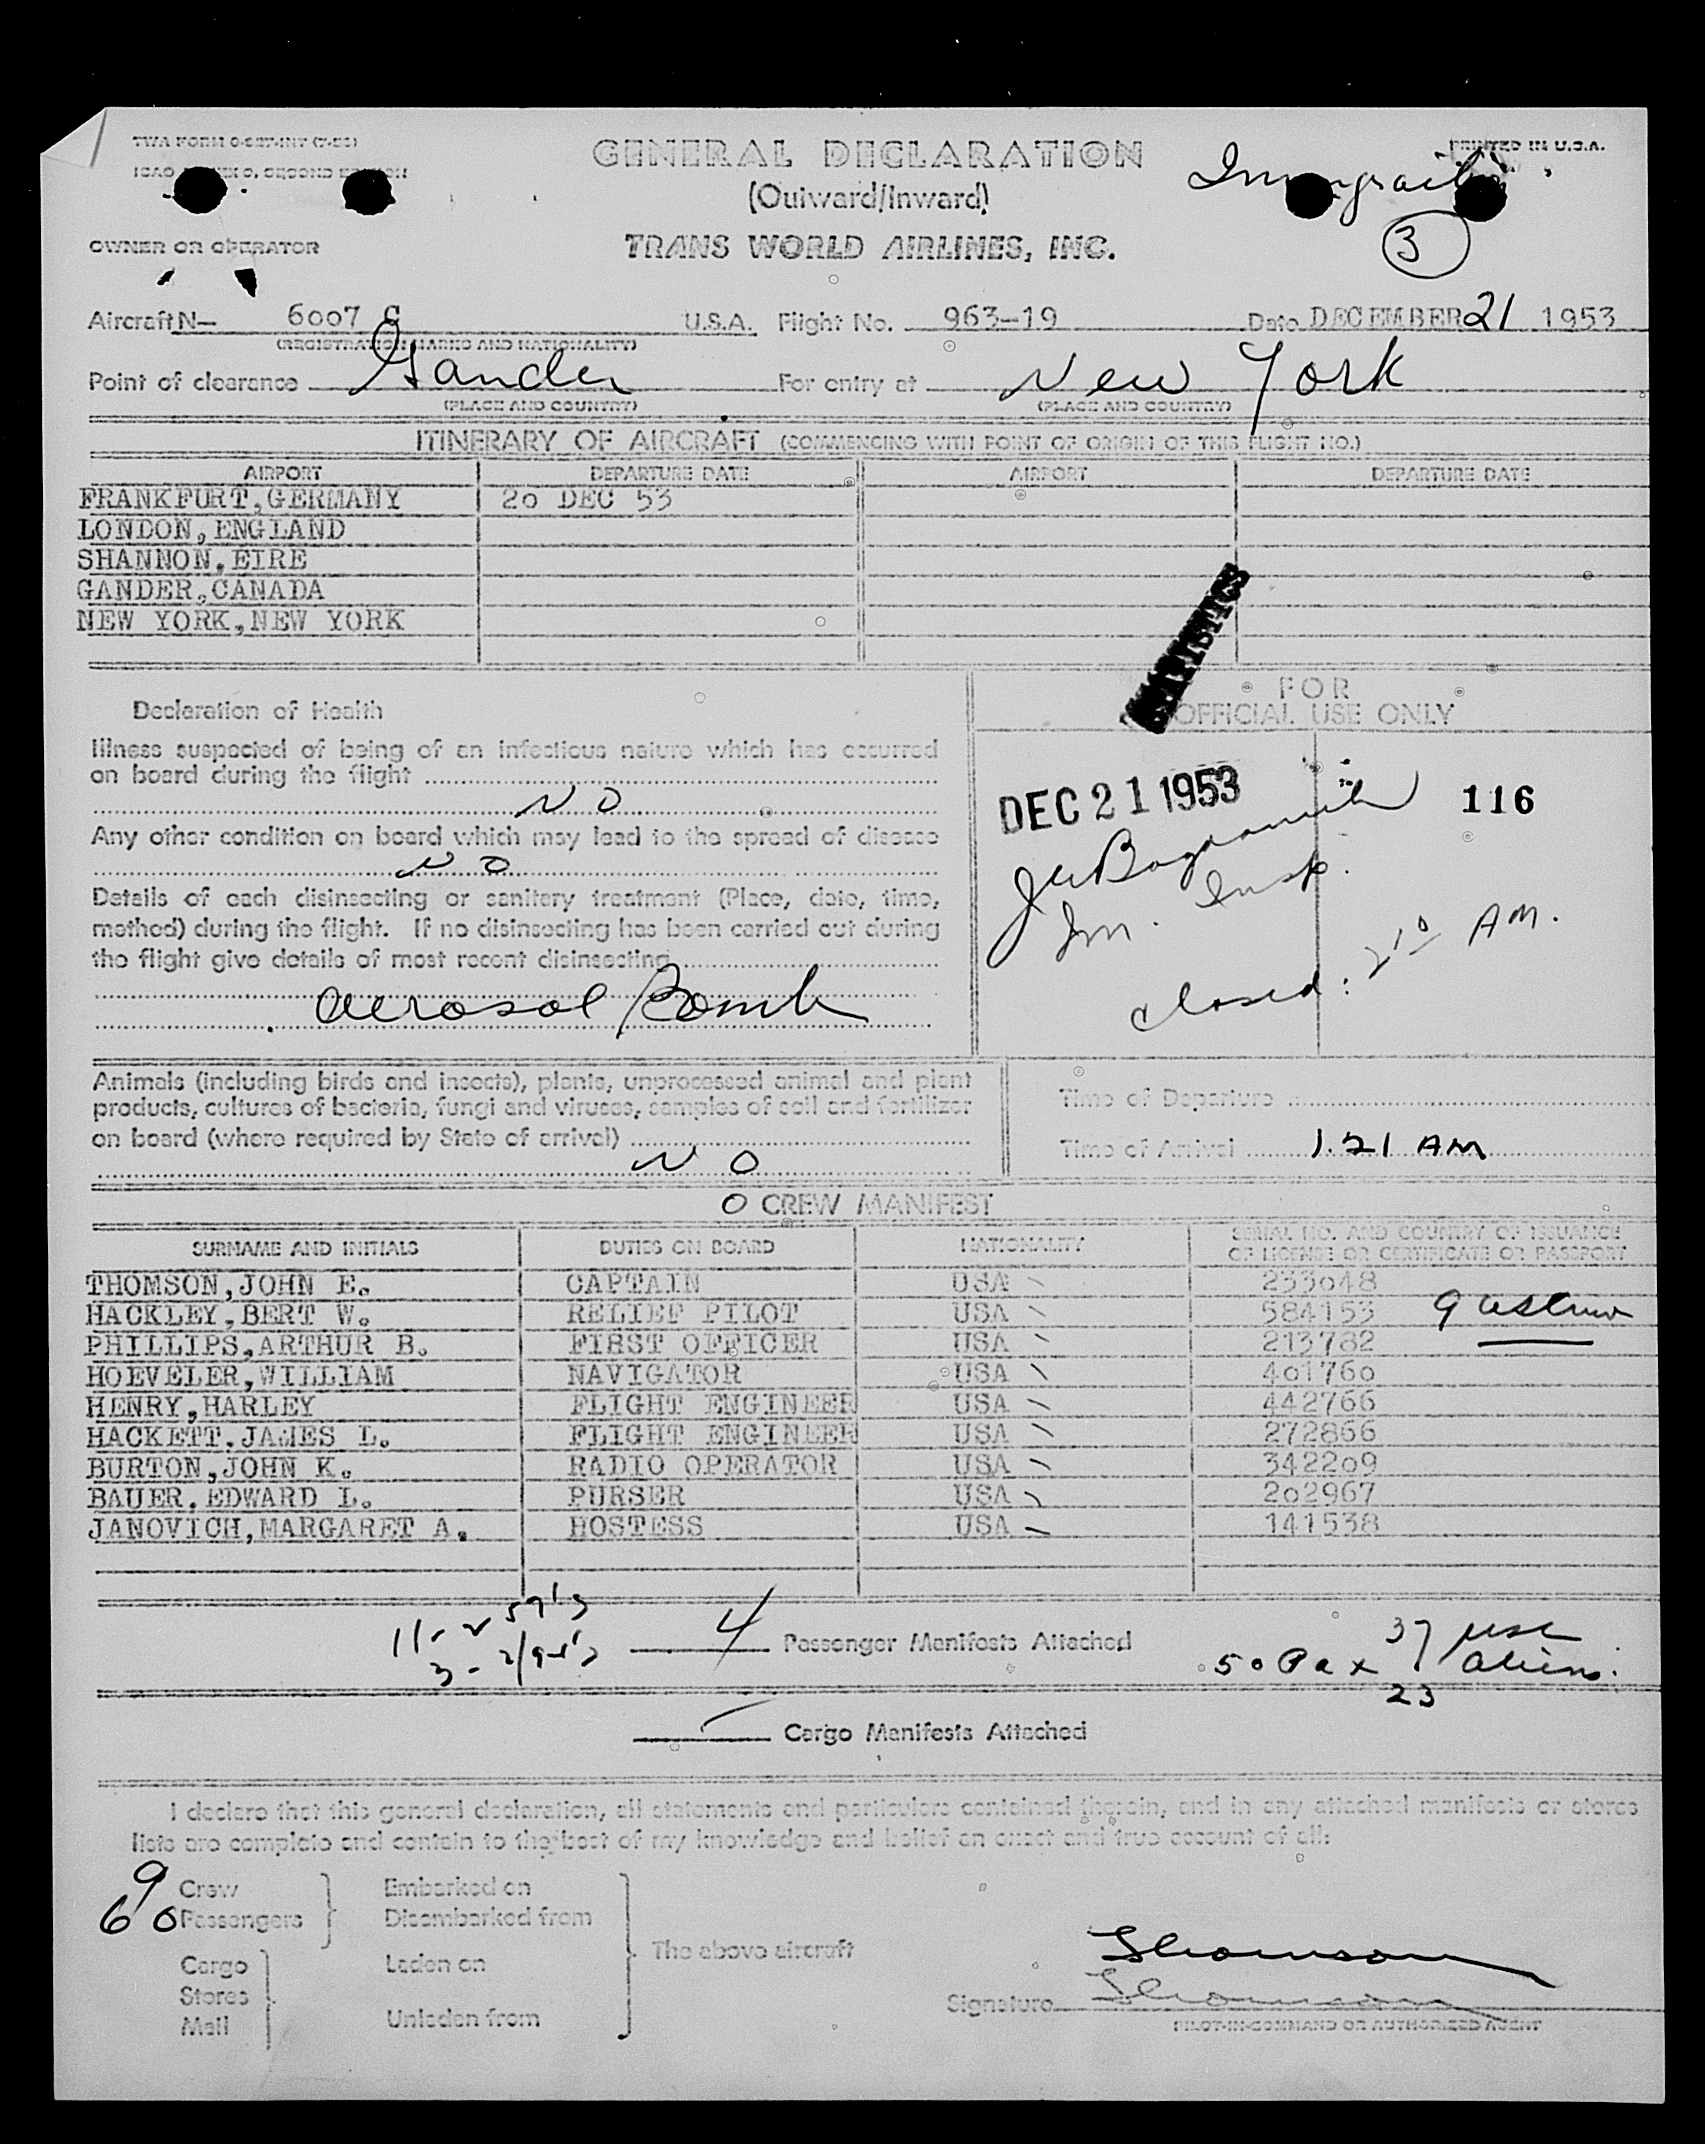 TWA FORM
PRINTED IN U.S.A.
ICAO SECOND
GENERAL DECLARATION
(Outward/Inward)
Immigration
3
OWNER OR OPERATOR
TRANS WORLD AIRLINES, INC.
Aircraft N— 6007 C U.S.A. Flight No. 963-19 Date DECEMBER 21 1953
(REGISTRATION MARKS AND NATIONALITY)
Point of clearance Gander For entry at New York
(PLACE AND COUNTRY) (PLACE AND COUNTRY)
ITINERARY OF AIRCRAFT (COMMENCING WITH POINT OF ORIGIN OF THIS FLIGHT NO.)
AIRPORT DEPARTURE DATE AIRPORT DEPARTURE DATE
FRANKFURT,GERMANY 20 DEC 53
LONDON,ENGLAND
SHANNON,EIRE
GANDER,CANADA
NEW YORK,NEW YORK
STATISTICS
FOR
OFFICIAL USE ONLY
Declaration of Health
Illness suspected of being of an infectious nature which has occurred
on board during the flight
NO
Any other condition on board which may lead to the spread of disease
NO
Details of each disinsecting or sanitary treatment (Place, date, time,
method) during the flight. If no disinsecting has been carried out during
the flight give details of most recent disinsecting
aerosol Bomb
DEC 21 1953
116
Im. Insp.
closed: 2 10 AM.
Animals (including birds and insects), plants, unprocessed animal and plant
products, cultures of bacteria, fungi and viruses, samples of soil and fertilizer
on board (where required by State of arrival)
NO
Time of Departure
Time of Arrival 1.21 AM
O CREW MANIFEST
SURNAME AND INITIALS DUTIES ON BOARD NATIONALITY SERIAL NO. AND COUNTRY OF ISSUANCE
OF LICENSE OR CERTIFICATE OR PASSPORT
THOMSON,JOHN E. CAPTAIN USA 233048
HACKLEY,BERT W. RELIEF PILOT USA 584153
PHILLIPS,ARTHUR B. FIRST OFFICER USA 213782
HOEVELER,WILLIAM NAVIGATOR USA 401760
HENRY,HARLEY FLIGHT ENGINEER USA 442766
HACKETT,JAMES L. FLIGHT ENGINEER USA 272866
BURTON,JOHN K. RADIO OPERATOR USA 342209
BAUER,EDWARD L. PURSER USA 202967
JANOVICH,MARGARET A. HOSTESS USA 141538
4 Passenger Manifests Attached
37 usc
50 Pax aliens
23
Cargo Manifests Attached
I declare that this general declaration, all statements and particulars contained therein, and in any attached manifests or stores
lists are complete and contain to the best of my knowledge and belief an exact and true account of all:
9 Crew Embarked on
60 Passengers Disembarked from
The above aircraft
Cargo Laden on
Stores
Mail Unladen from
Thomson
Signature Thomson
PILOT-IN-COMMAND OR AUTHORIZED AGENT